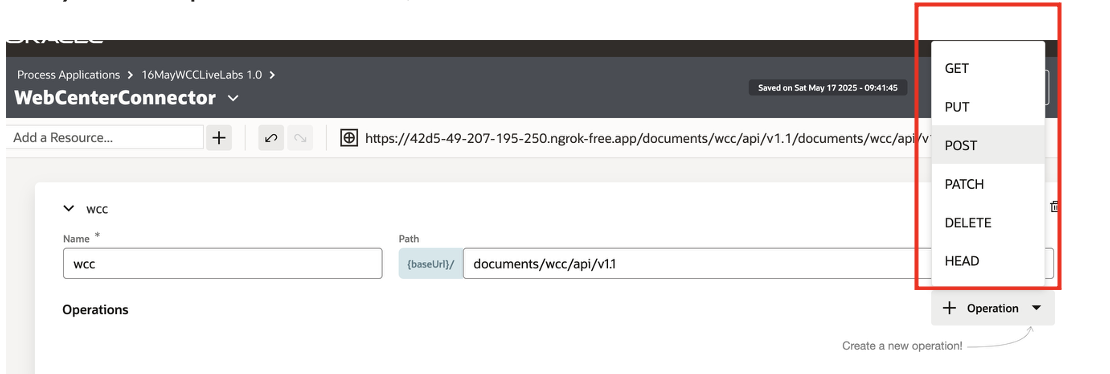 Process Applications > 16MayWCCLiveLabs 1.0 >
WebCenterConnector
Saved on Sat May 17 2025 - 09:41:45
Add a Resource...
https://42d5-49-207-195-250.ngrok-free.app/documents/wcc/api/v1.1/documents/wcc/api/v
GET
PUT
POST
PATCH
DELETE
HEAD
wcc
Name *
Path
wcc
{baseUrl}/
documents/wcc/api/v1.1
Operations
+ Operation
Create a new operation!